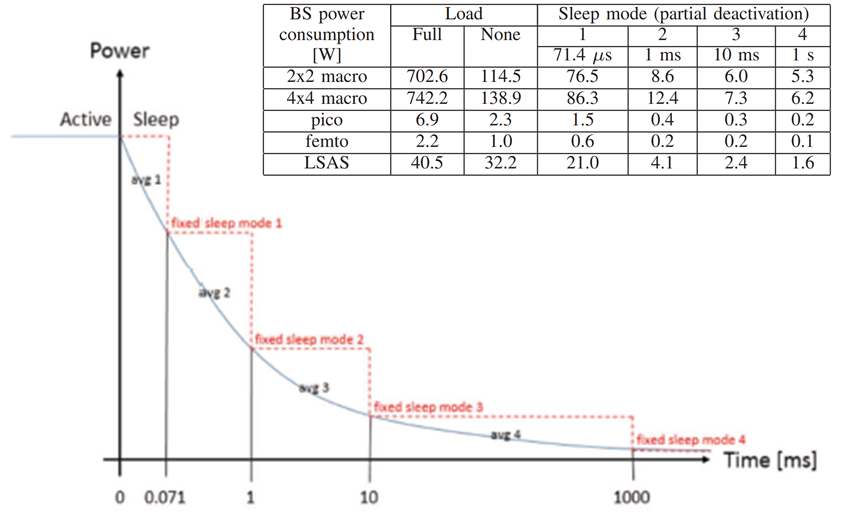 BS power consumption [W] Load Sleep mode (partial deactivation)
Full None 1 2 3 4
71.4 μs 1 ms 10 ms 1 s
2x2 macro 702.6 114.5 76.5 8.6 6.0 5.3
4x4 macro 742.2 138.9 86.3 12.4 7.3 6.2
pico 6.9 2.3 1.5 0.4 0.3 0.2
femto 2.2 1.0 0.6 0.2 0.2 0.1
LSAS 40.5 32.2 21.0 4.1 2.4 1.6
Power
Active Sleep
avg 1
fixed sleep mode 1
avg 2
fixed sleep mode 2
avg 3
fixed sleep mode 3
avg 4
fixed sleep mode 4
Time [ms]
0 0.071 1 10 1000